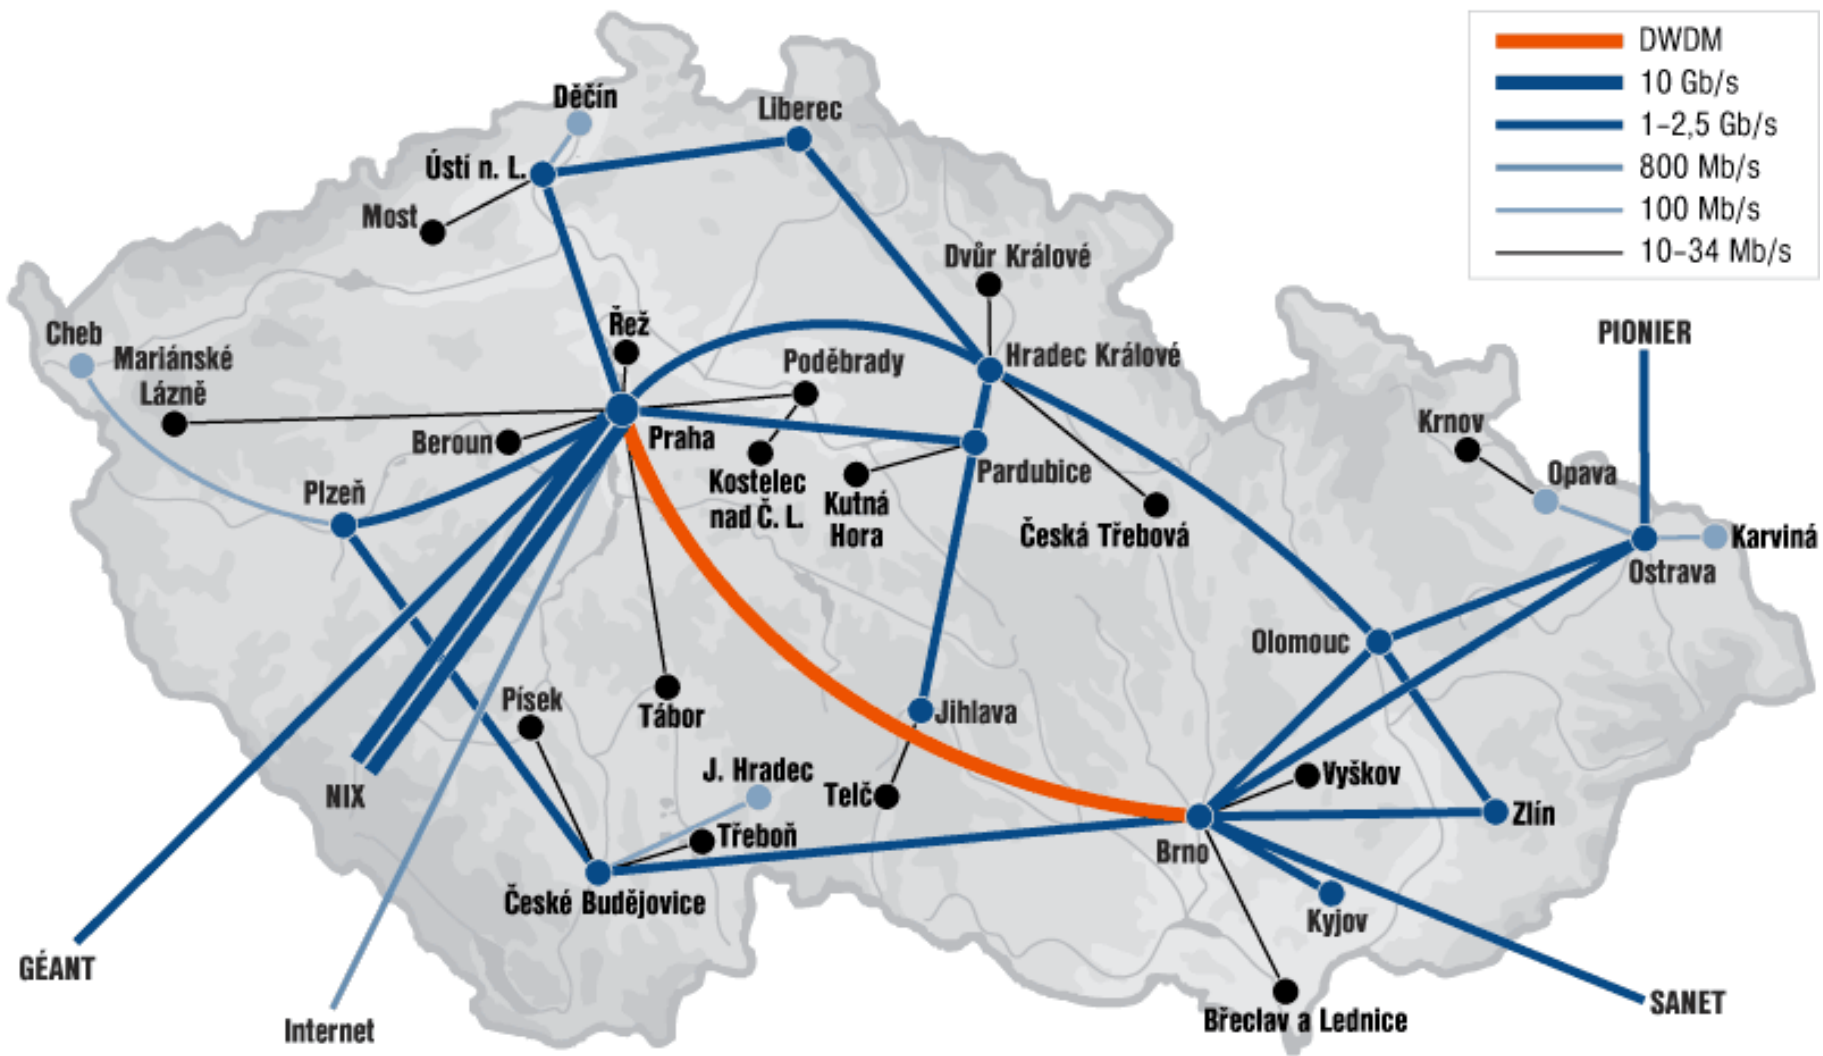 DWDM
10 Gb/s
1–2,5 Gb/s
800 Mb/s
100 Mb/s
10–34 Mb/s
Děčín
Liberec
Ústí n. L.
Most
Dvůr Králové
Řež
Cheb
Mariánské
Lázně
Poděbrady
Hradec Králové
PIONIER
Beroun
Praha
Krnov
Opava
Plzeň
Kostelec
nad Č. L.
Kutná
Hora
Pardubice
Česká Třebová
Karviná
Ostrava
Olomouc
Písek
Tábor
Jihlava
J. Hradec
Telč
Vyškov
NIX
Třeboň
Zlín
Brno
České Budějovice
Kyjov
GÉANT
Internet
Břeclav a Lednice
SANET